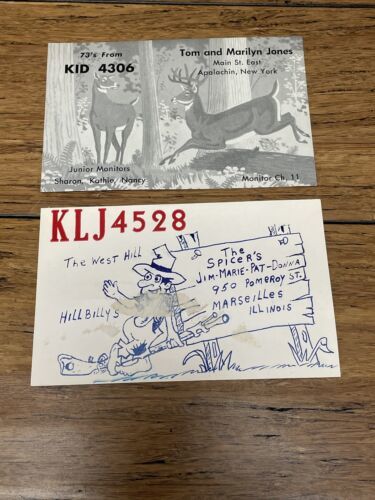 73's From
KID 4306
Tom and Marilyn Jones
Main St. East
Apalachin, New York
Junior Monitors
Sharon, Kathie, Nancy
Monitor Ch. 11
KLJ4528
The West Hill
HillBilly's
The
SPICER'S
JIM-MARIE-PAT-DONNA
950 POMEROY ST.
MARSEILLES
ILLINOIS